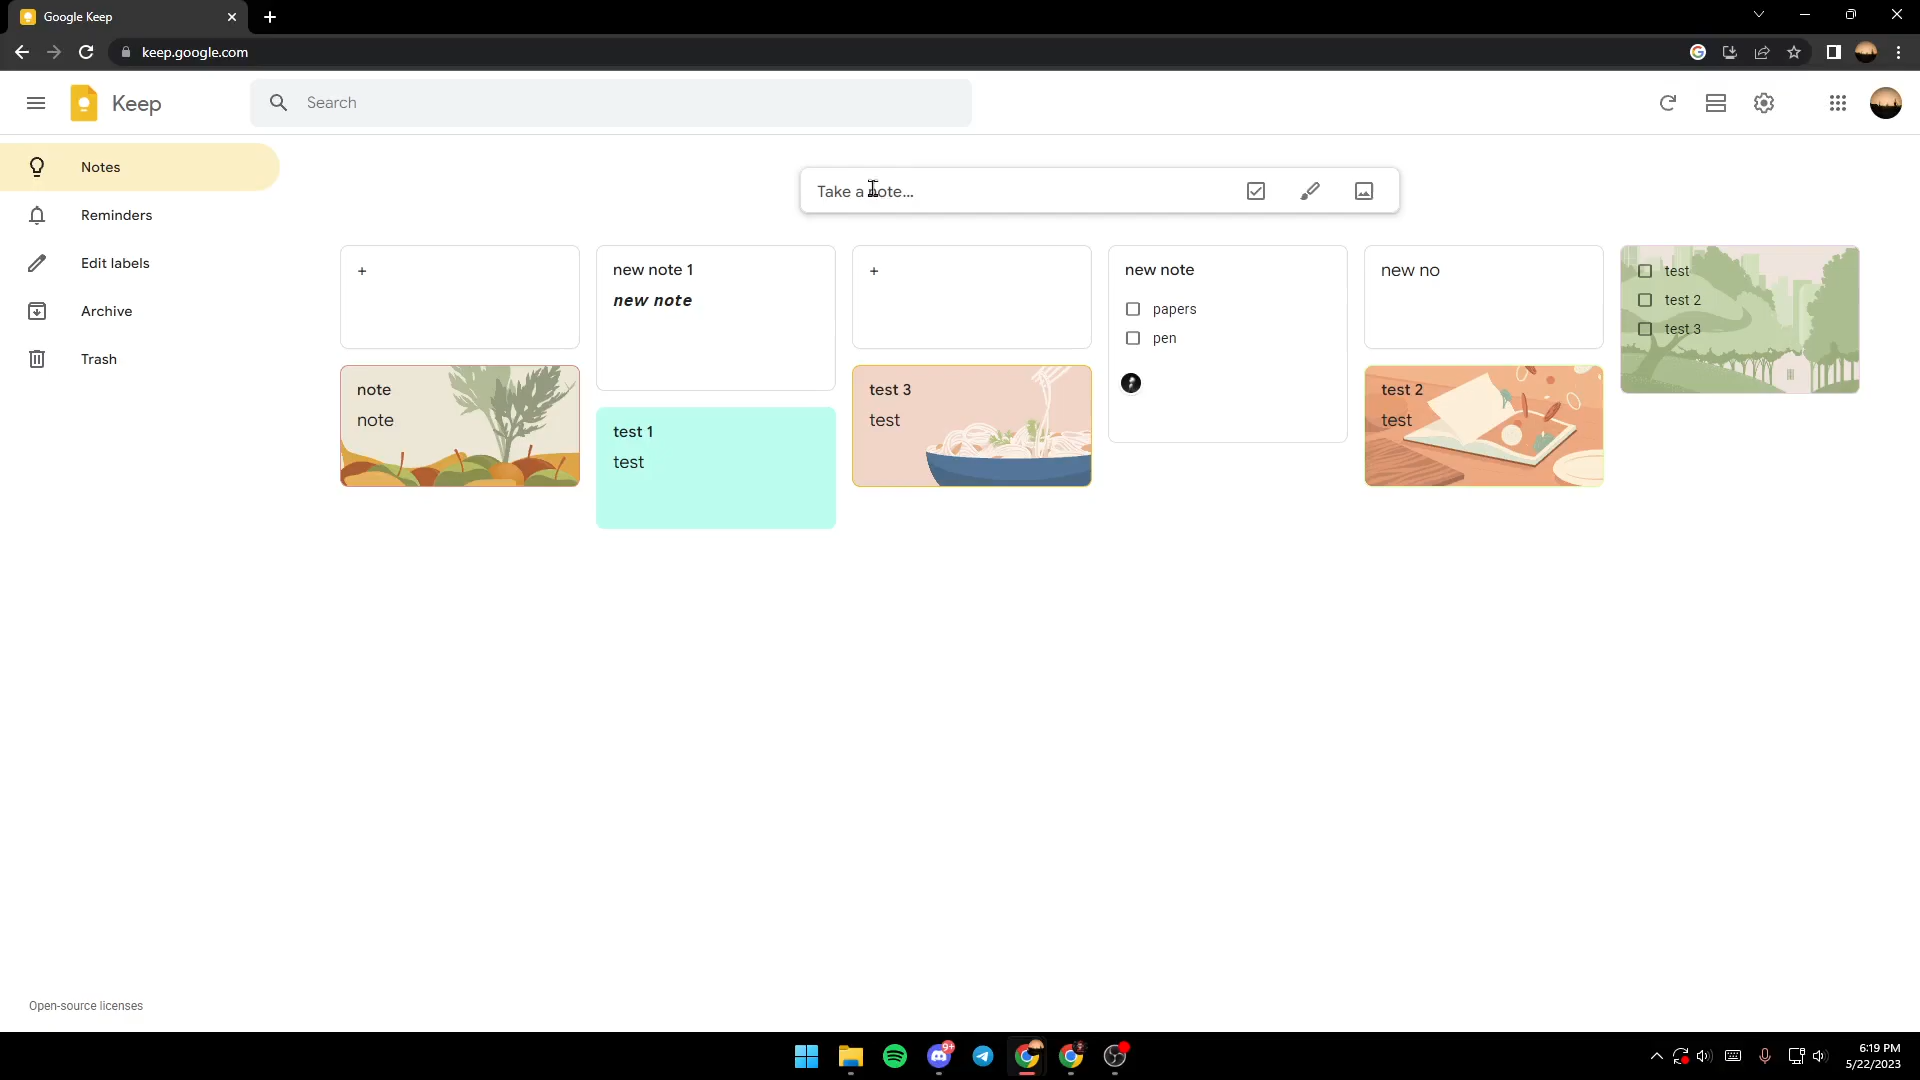 Google Keep
keep.google.com
Keep
Search
Notes
Reminders
Edit labels
Archive
Trash
Take a note...
+
new note 1
new note
+
new note
papers
pen
new no
test
test 2
test 3
note
note
test 1
test
test 3
test
test 2
test
Open-source licenses
9+
6:19 PM
5/22/2023